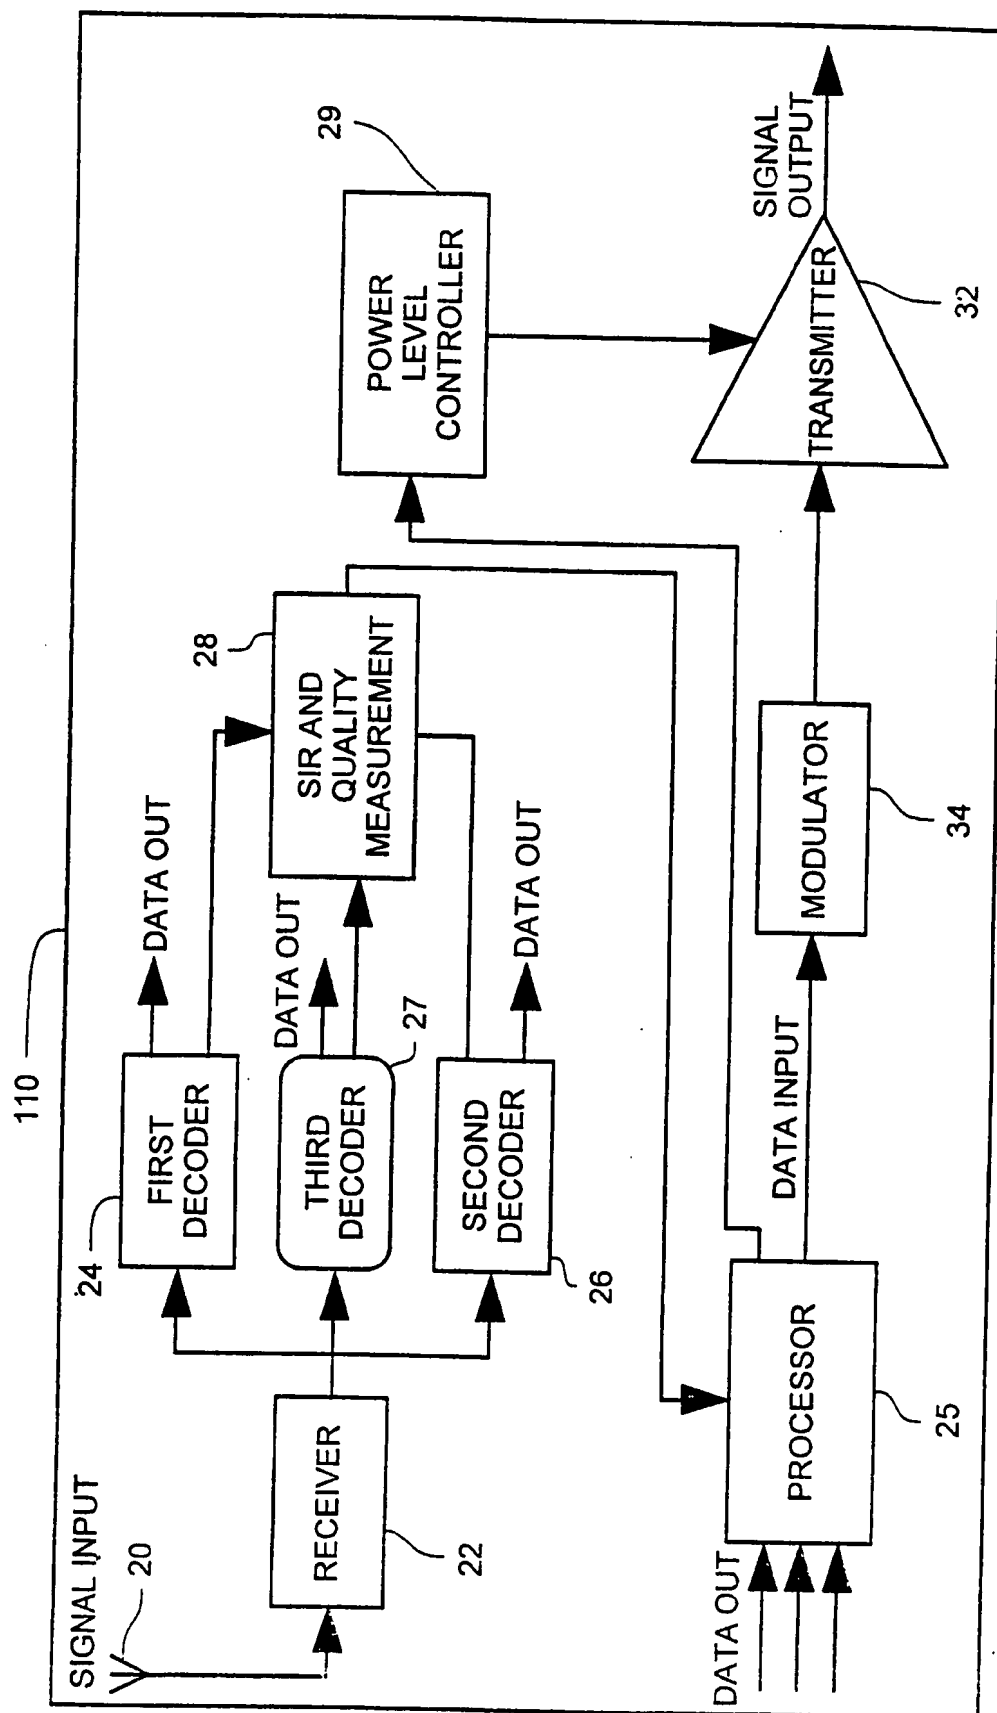 110
SIGNAL INPUT
20
RECEIVER
22
24
FIRST
DECODER
DATA OUT
THIRD
DECODER
27
DATA OUT
SECOND
DECODER
26
DATA OUT
28
SIR AND
QUALITY
MEASUREMENT
29
POWER
LEVEL
CONTROLLER
DATA OUT
PROCESSOR
25
DATA INPUT
MODULATOR
34
TRANSMITTER
32
SIGNAL
OUTPUT